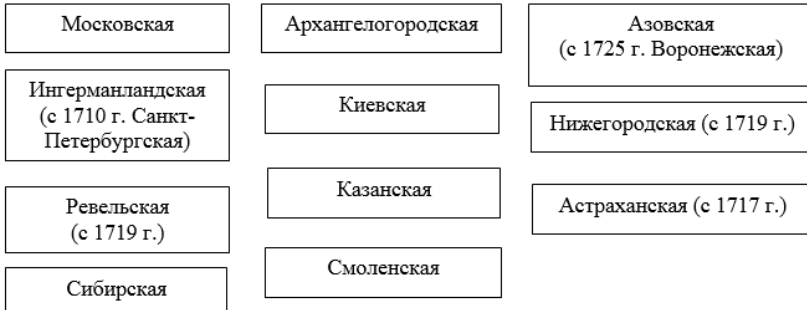 Московская
Архангелогородская
Азовская
(с 1725 г. Воронежская)
Ингерманландская
(с 1710 г. Санкт-
Петербургская)
Киевская
Нижегородская (с 1719 г.)
Ревельская
(с 1719 г.)
Казанская
Астраханская (с 1717 г.)
Сибирская
Смоленская